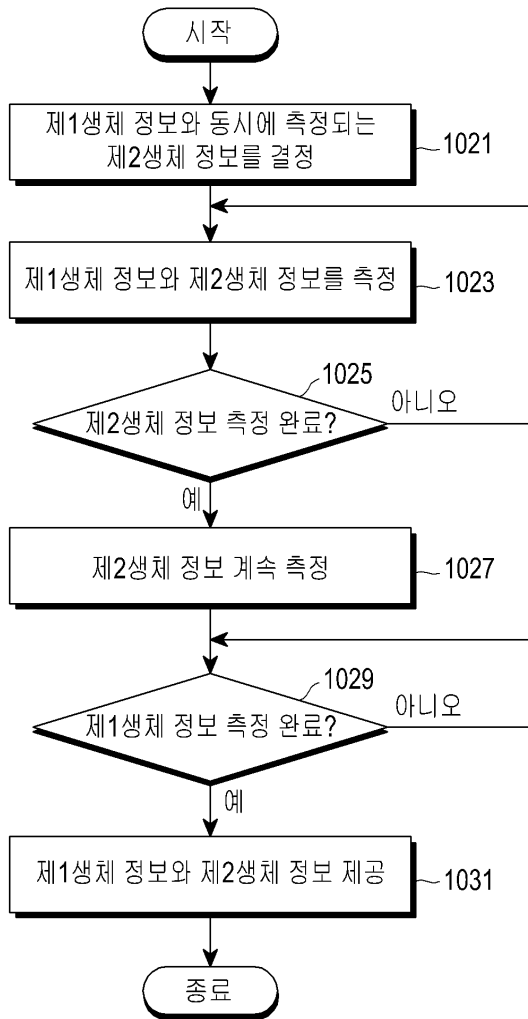 시작
제1생체 정보와 동시에 측정되는
제2생체 정보를 결정
1021
제1생체 정보와 제2생체 정보를 측정
1023
1025
제2생체 정보 측정 완료?
아니오
예
제2생체 정보 계속 측정
1027
1029
제1생체 정보 측정 완료?
아니오
예
제1생체 정보와 제2생체 정보 제공
1031
종료